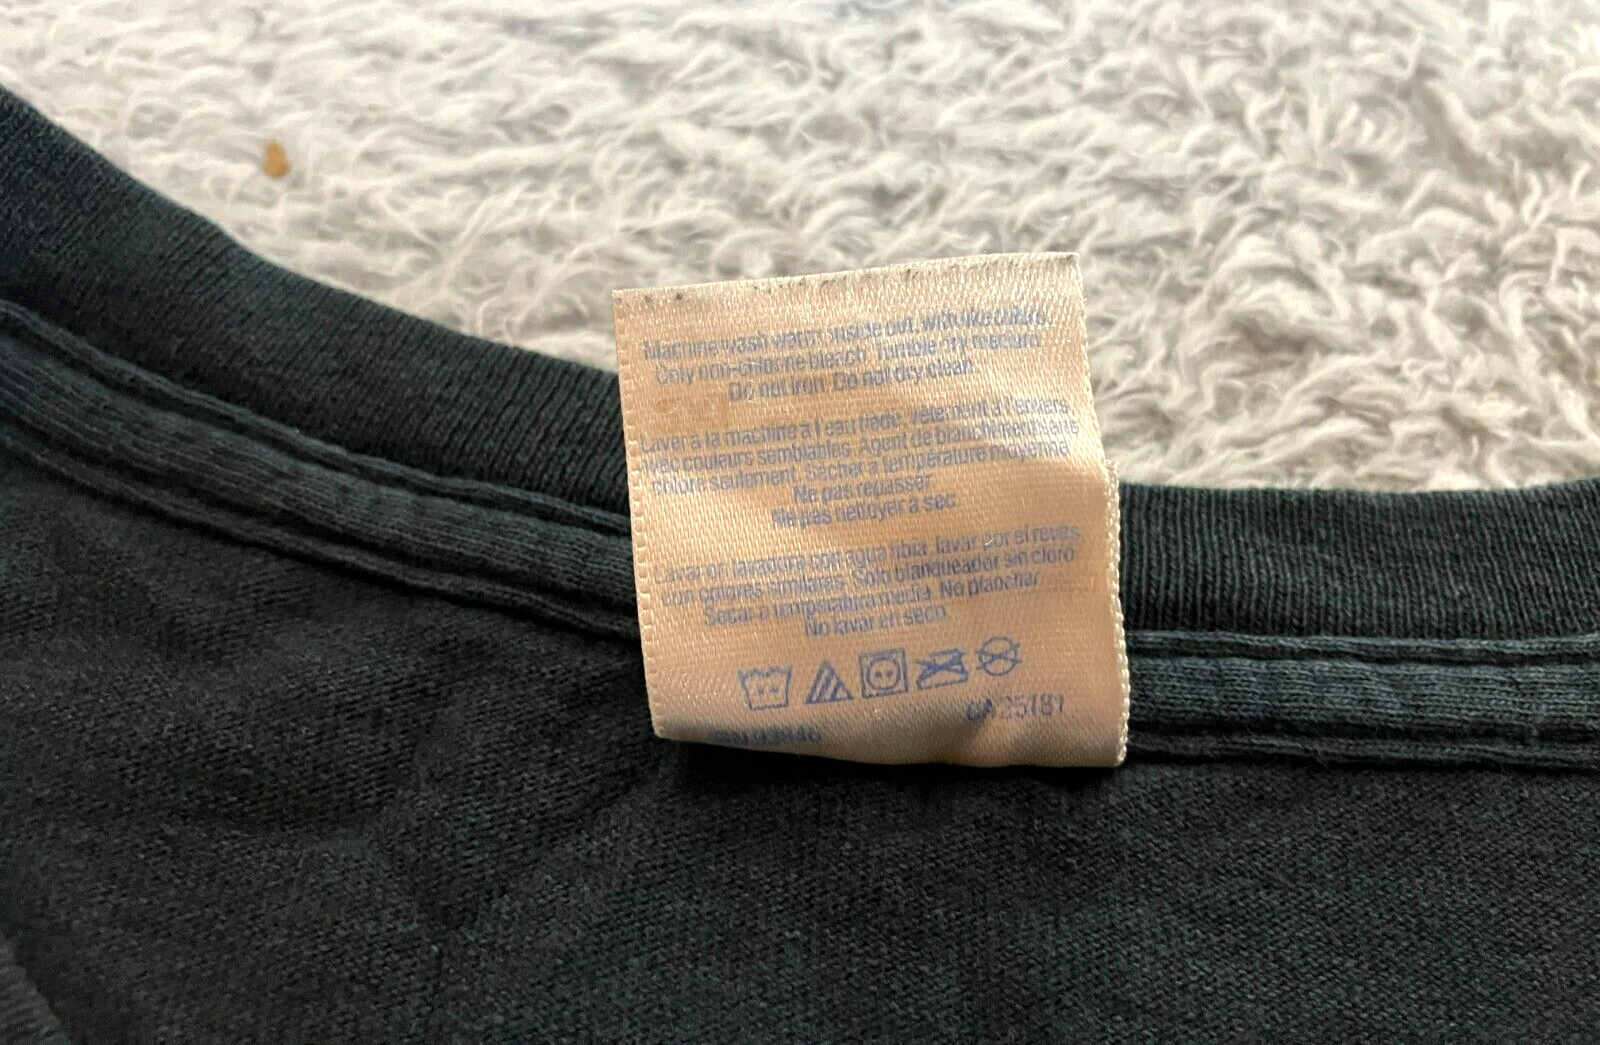 Machine wash warm inside out, with like colors.
Only non-chlorine bleach. Tumble dry medium.
Do not iron. Do not dry clean.
Laver à la machine à l'eau tiède, vêtement à l'envers
avec couleurs semblables. Agent de blanchiment sans
chlore seulement. Sécher à température moyenne
Ne pas repasser.
Ne pas nettoyer à sec.
Lavar en lavadora con agua tibia, lavar por el revés,
con colores similares. Solo blanqueador sin cloro
Secar a temperatura media. No planchar
No lavar en seco
CA 25181